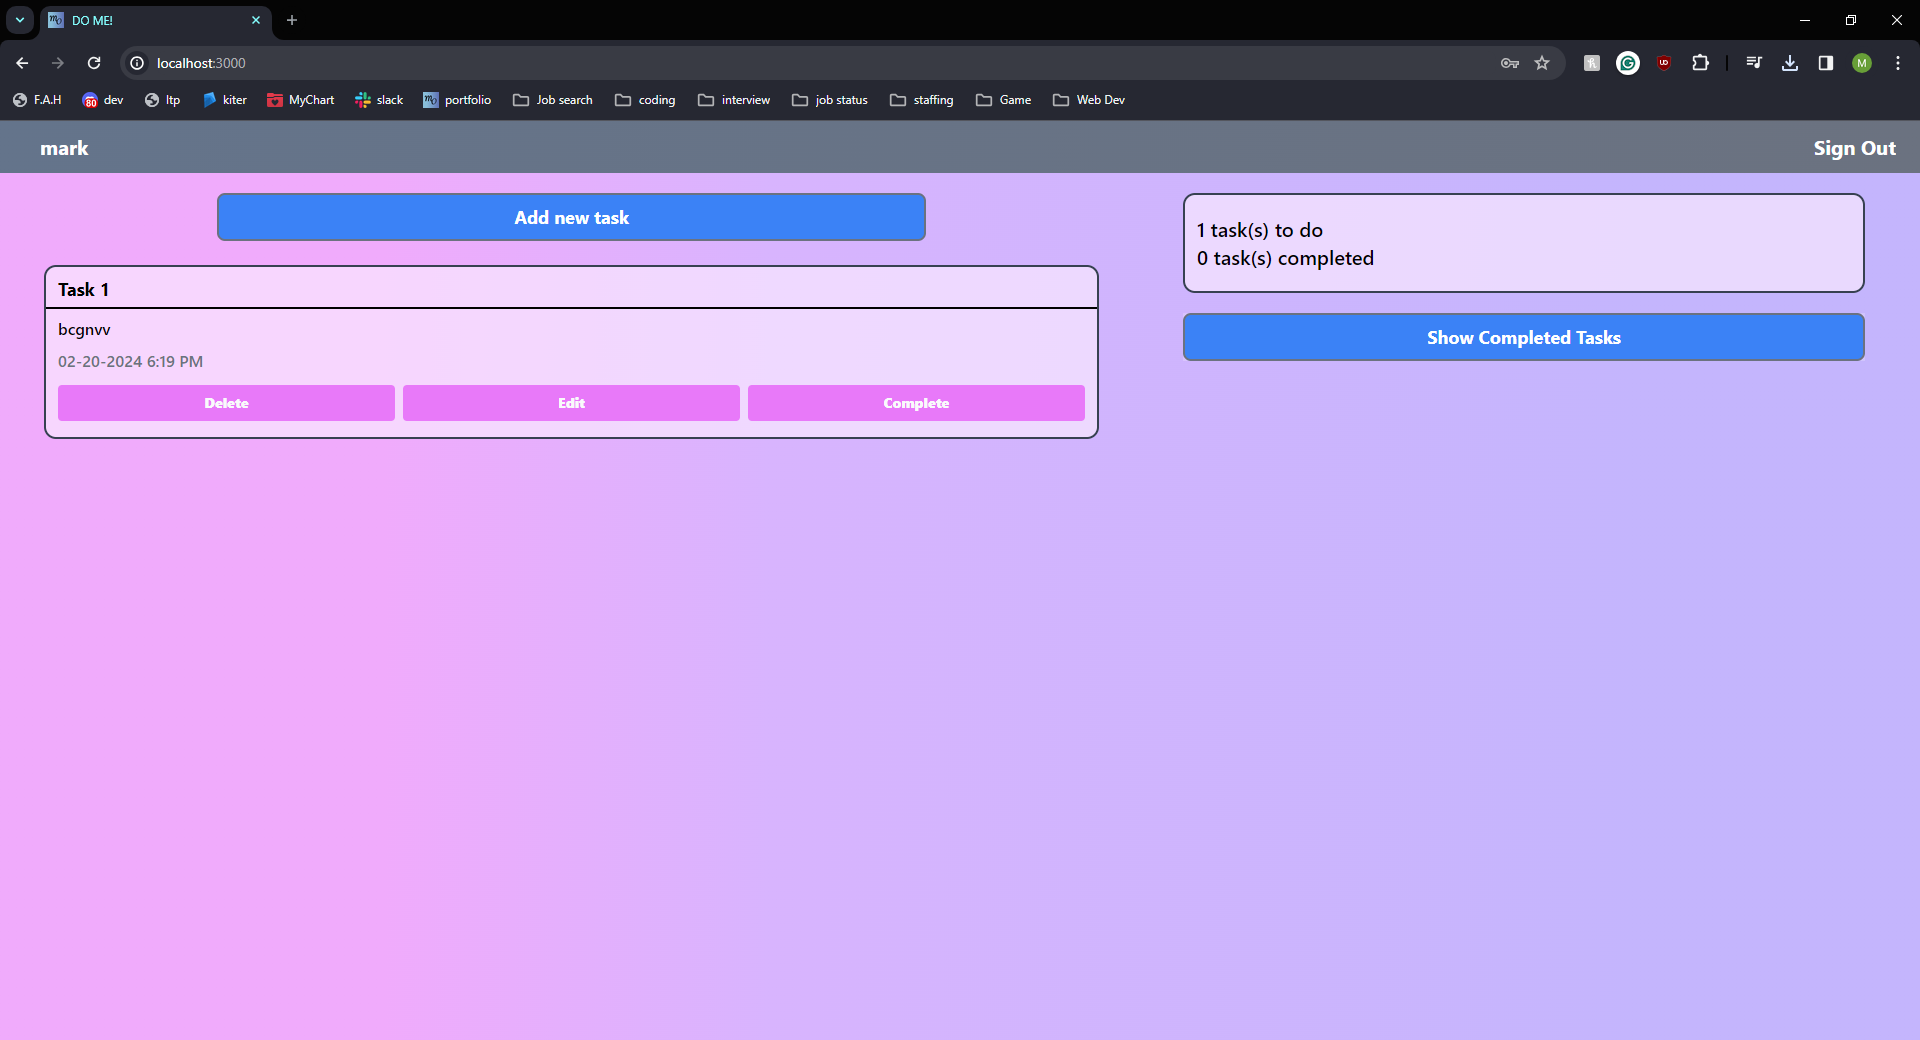 DO ME!
localhost:3000
M
F.A.H
80 dev
ltp
kiter
MyChart
slack
portfolio
Job search
coding
interview
job status
staffing
Game
Web Dev
mark
Sign Out
Add new task
Task 1
bcgnvv
02-20-2024 6:19 PM
Delete
Edit
Complete
1 task(s) to do
0 task(s) completed
Show Completed Tasks